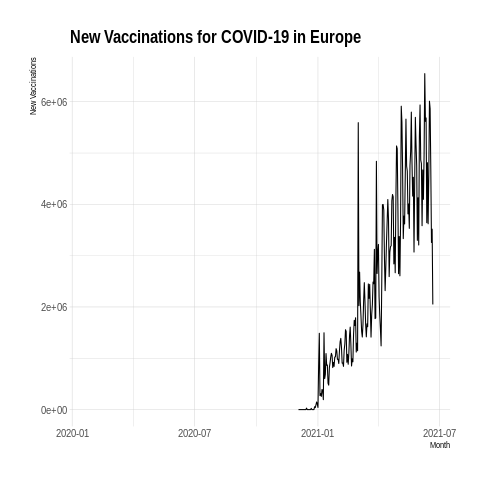 New Vaccinations for COVID-19 in Europe
New Vaccinations
6e+06
4e+06
2e+06
0e+00
2020-01 2020-07 2021-01 2021-07
Month